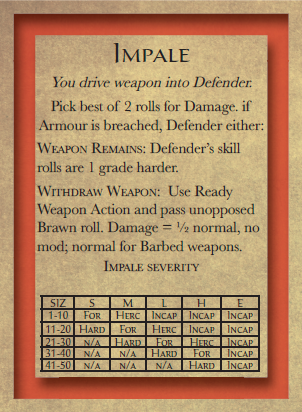 Impale
You drive weapon into Defender.
Pick best of 2 rolls for Damage. if
Armour is breached, Defender either:
Weapon Remains: Defender's skill
rolls are 1 grade harder.
Withdraw Weapon: Use Ready
Weapon Action and pass unopposed
Brawn roll. Damage = ½ normal, no
mod; normal for Barbed weapons.
Impale severity
SIZ S M L H E
1-10 For Herc Incap Incap Incap
11-20 Hard For Herc Incap Incap
21-30 n/a Hard For Herc Incap
31-40 n/a n/a Hard For Incap
41-50 n/a n/a n/a Hard Incap